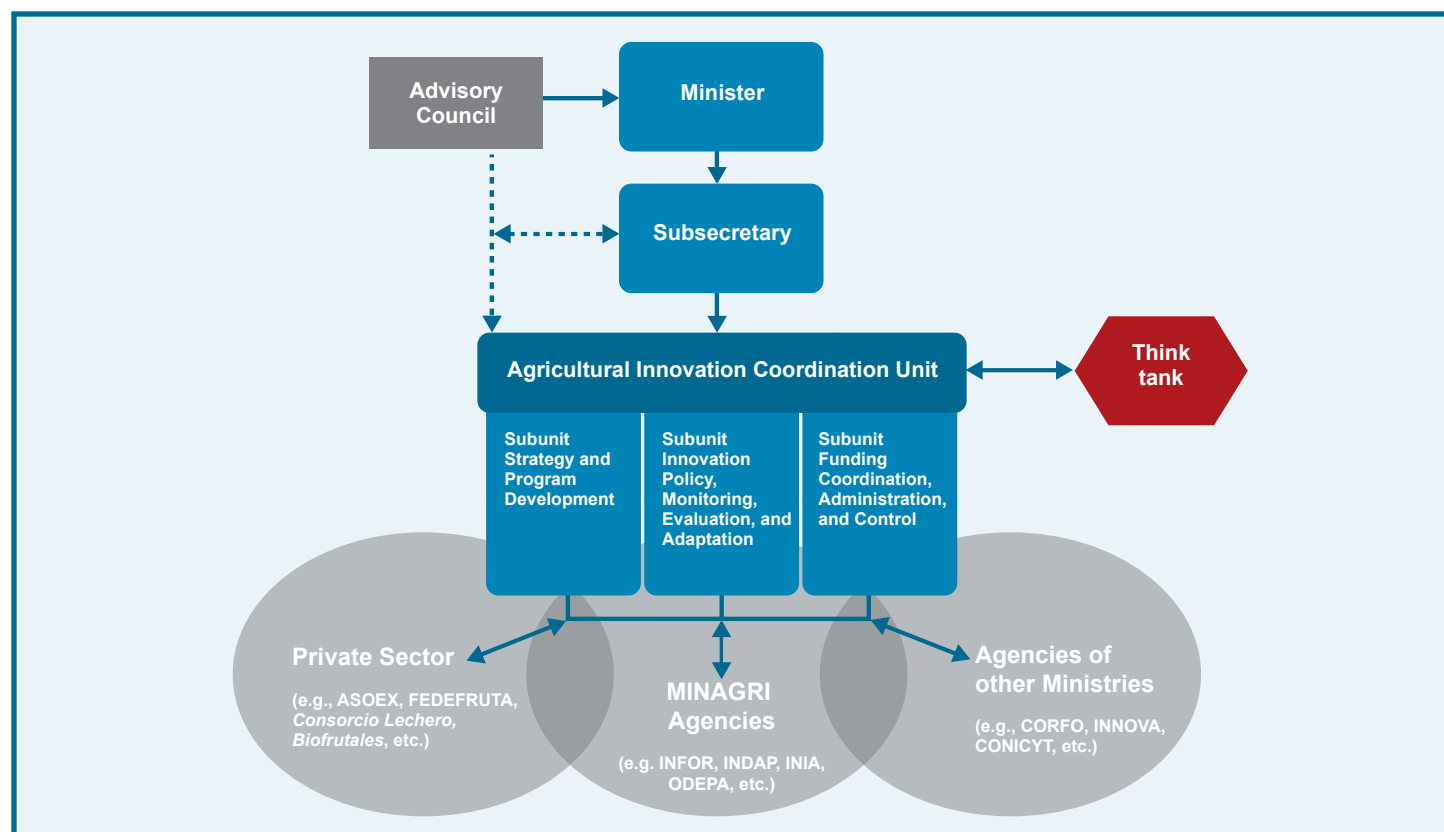 Advisory
Council
Minister
Subsecretary
Agricultural Innovation Coordination Unit
Think
tank
Subunit
Strategy and
Program
Development
Subunit
Innovation
Policy,
Monitoring,
Evaluation, and
Adaptation
Subunit
Funding
Coordination,
Administration,
and Control
Private Sector
(e.g., ASOEX, FEDEFRUTA,
Consorcio Lechero,
Biofrutales, etc.)
MINAGRI
Agencies
(e.g. INFOR, INDAP, INIA,
ODEPA, etc.)
Agencies of
other Ministries
(e.g., CORFO, INNOVA,
CONICYT, etc.)